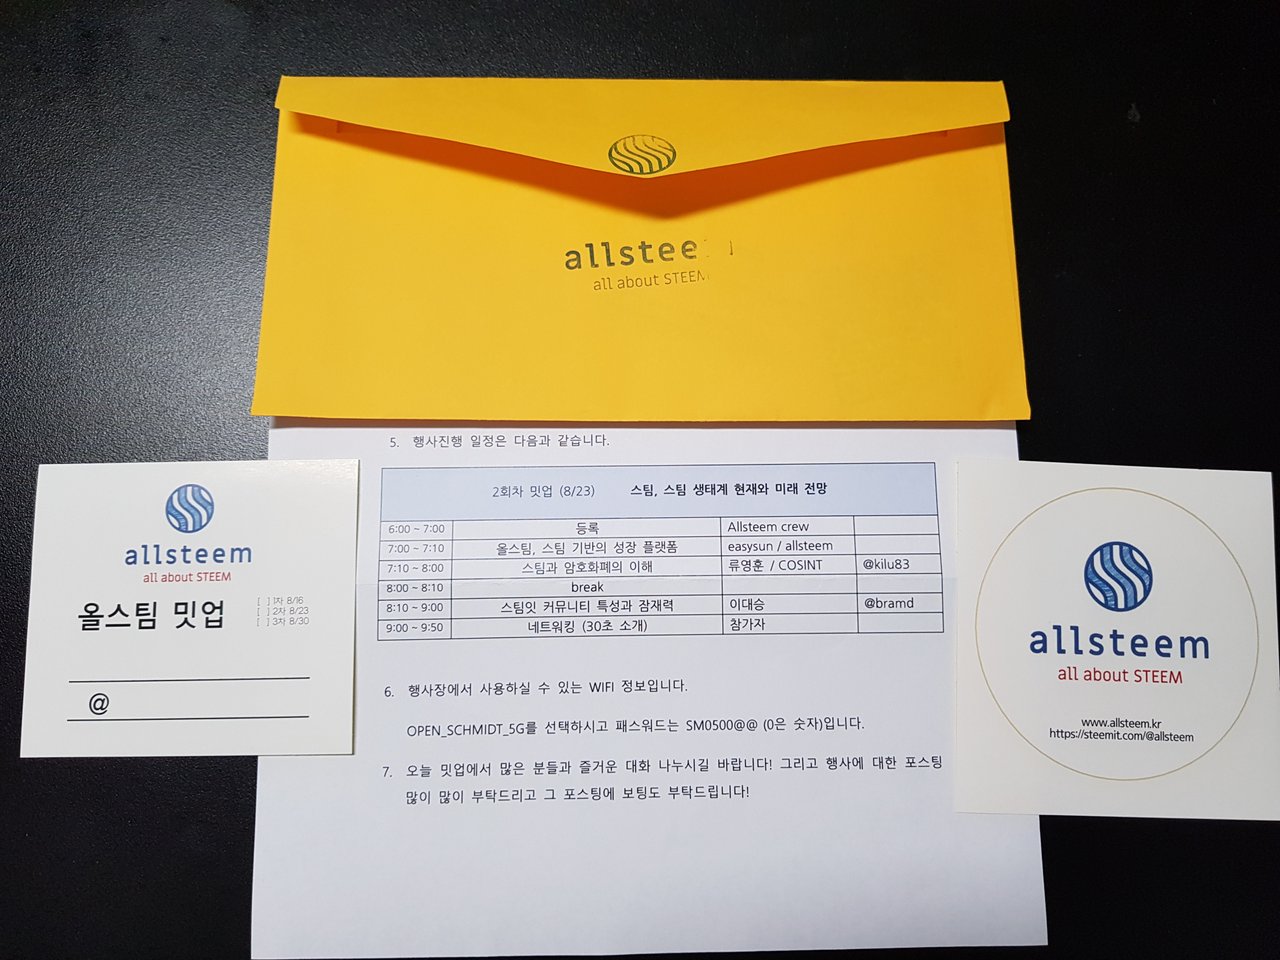 allstee
all about STEEM
5. 행사진행 일정은 다음과 같습니다.
2회차 밋업 (8/23) 스팀, 스팀 생태계 현재와 미래 전망
6:00 ~ 7:00 등록 Allsteem crew
7:00 ~ 7:10 올스팀, 스팀 기반의 성장 플랫폼 easysun / allsteem
7:10 ~ 8:00 스팀과 암호화폐의 이해 류영훈 / COSINT @kilu83
8:00 ~ 8:10 break
8:10 ~ 9:00 스팀잇 커뮤니티 특성과 잠재력 이대승 @bramd
9:00 ~ 9:50 네트워킹 (30초 소개) 참가자
6. 행사장에서 사용하실 수 있는 WIFI 정보입니다.
OPEN_SCHMIDT_5G를 선택하시고 패스워드는 SM0500@@ (0은 숫자)입니다.
7. 오늘 밋업에서 많은 분들과 즐거운 대화 나누시길 바랍니다! 그리고 행사에 대한 포스팅
많이 많이 부탁드리고 그 포스팅에 보팅도 부탁드립니다!
allsteem
all about STEEM
올스팀 밋업
[ ] 1차 8/16
[ ] 2차 8/23
[ ] 3차 8/30
@
allsteem
all about STEEM
www.allsteem.kr
https://steemit.com/@allsteem